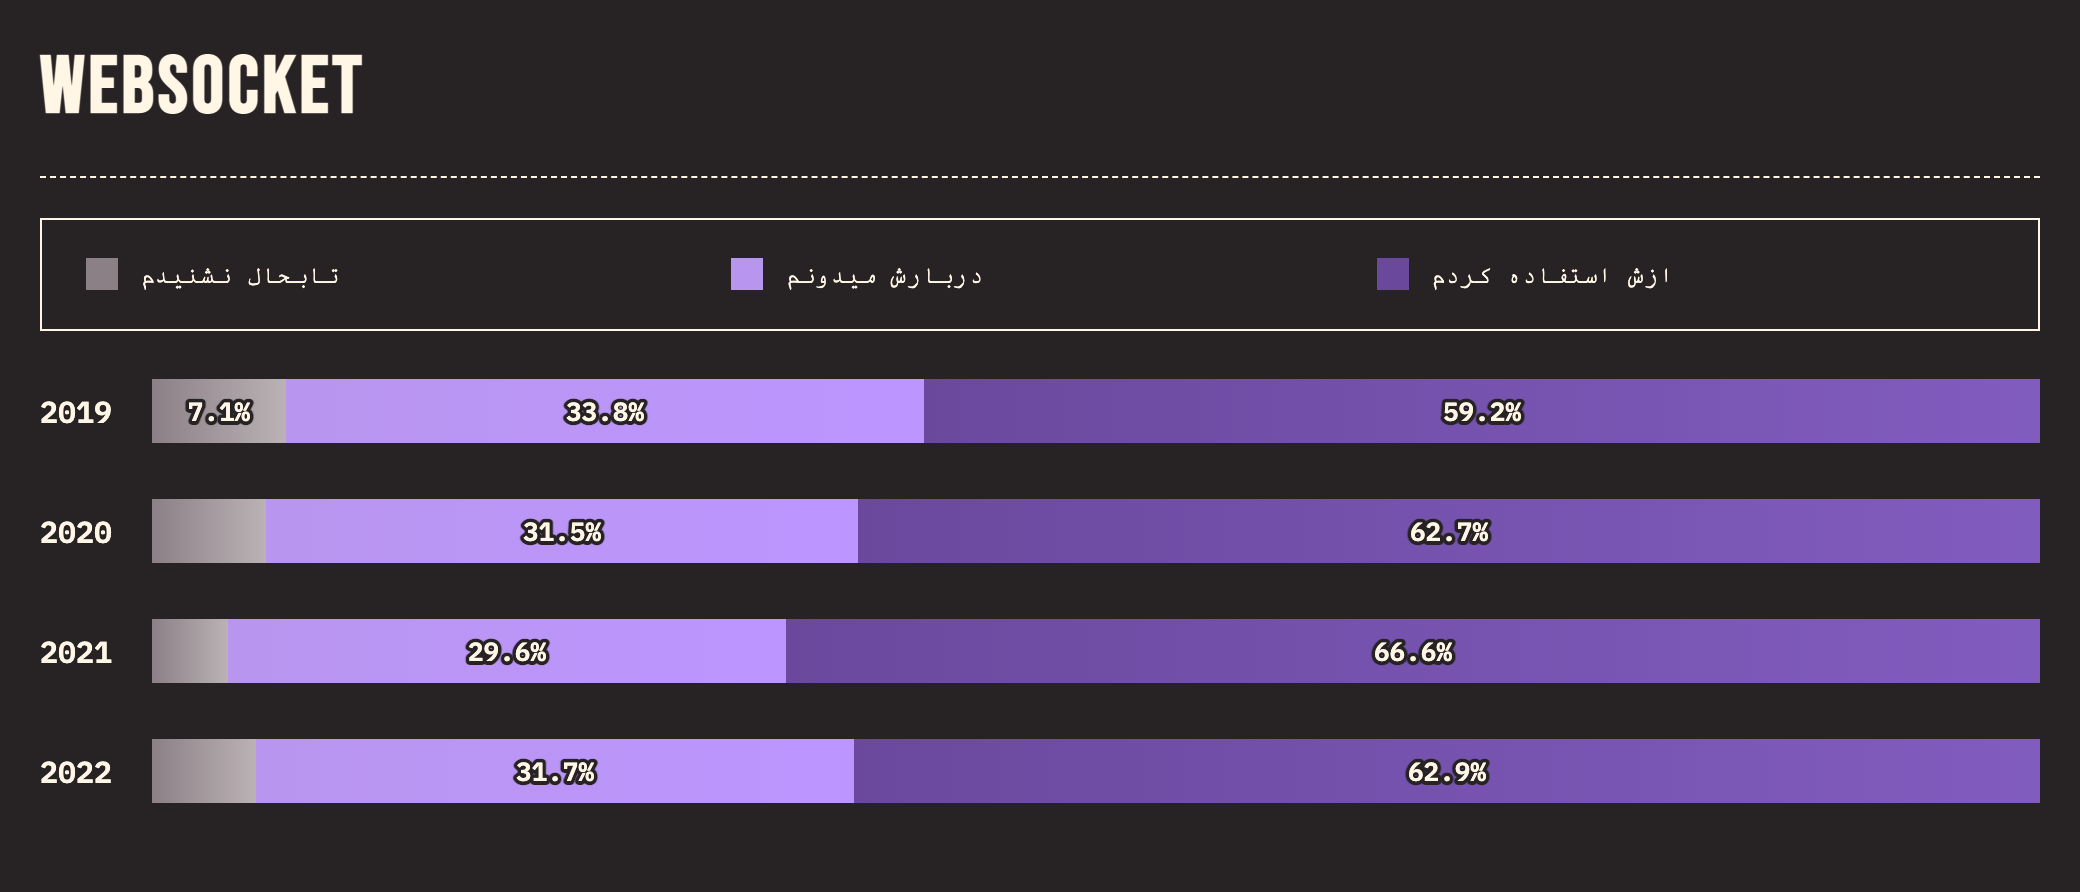 WEBSOCKET
تابحال نشنیدم دربارش میدونم ازش استفاده کردم
2019 7.1% 33.8% 59.2%
2020 31.5% 62.7%
2021 29.6% 66.6%
2022 31.7% 62.9%